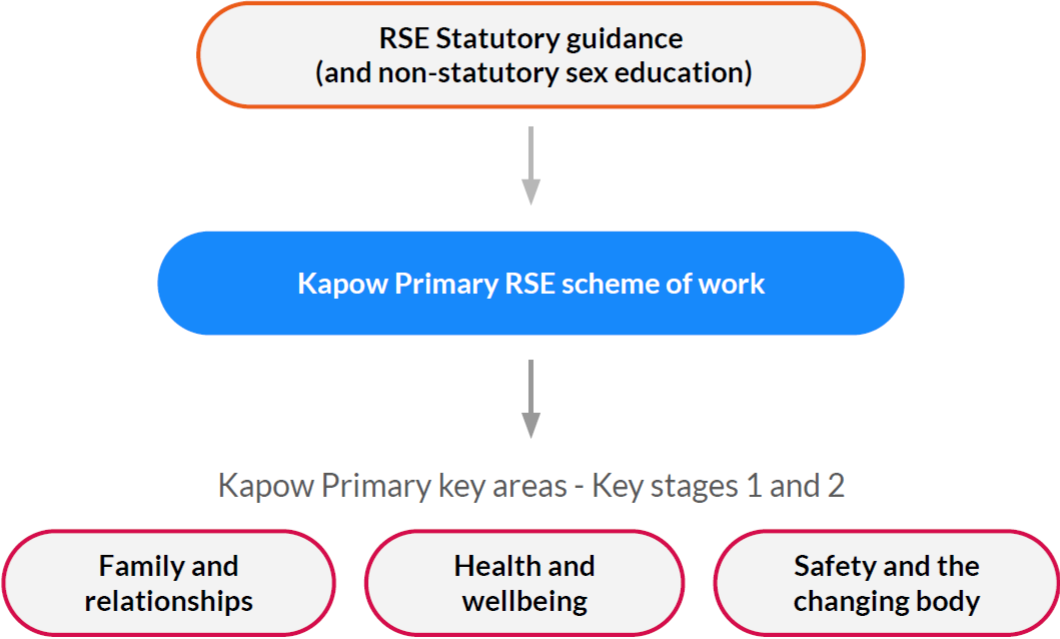 RSE Statutory guidance
(and non-statutory sex education)
Kapow Primary RSE scheme of work
Kapow Primary key areas - Key stages 1 and 2
Family and
relationships
Health and
wellbeing
Safety and the
changing body